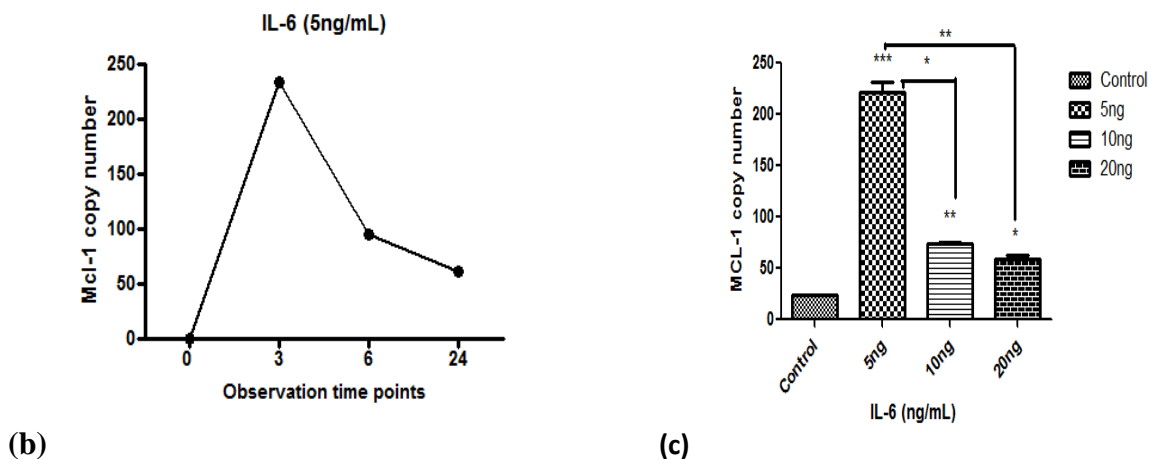 IL-6 (5ng/mL)
Mcl-1 copy number
250
200
150
100
50
0
0 3 6 24
Observation time points
(b)
MCL-1 copy number
250
200
150
100
50
0
**
*** *
**
*
Control 5ng 10ng 20ng
IL-6 (ng/mL)
Control
5ng
10ng
20ng
(c)